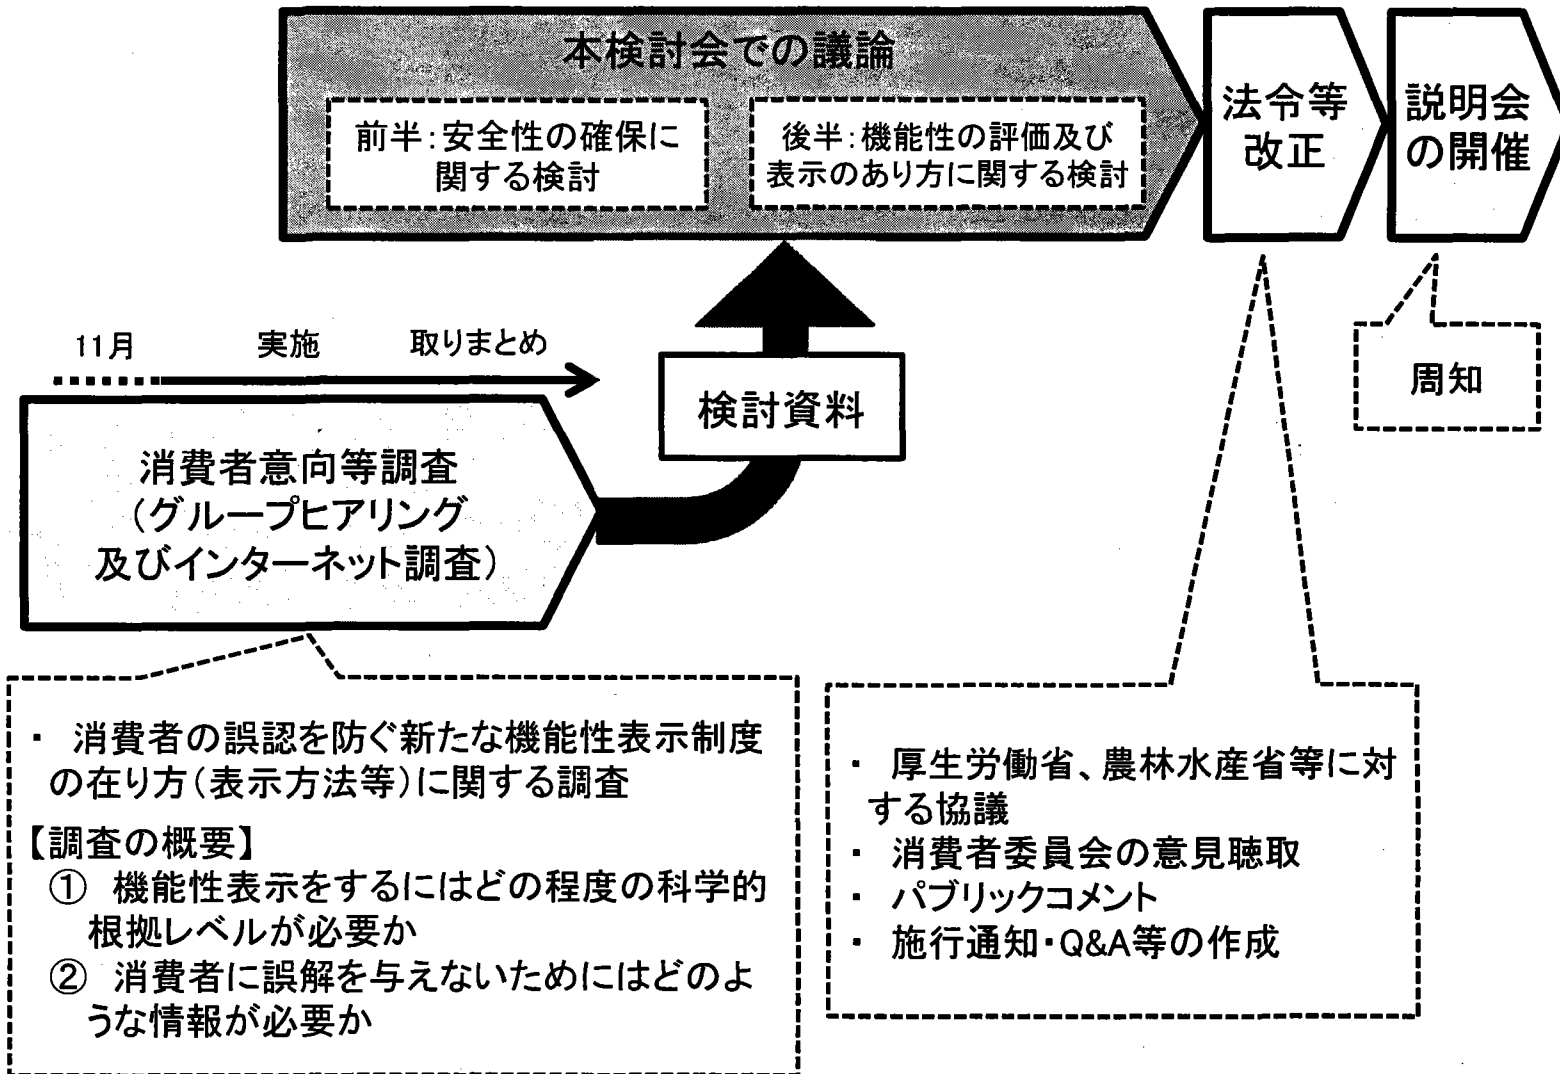 本検討会での議論
前半：安全性の確保に
関する検討
後半：機能性の評価及び
表示のあり方に関する検討
法令等
改正
説明会
の開催
周知
11月 実施 取りまとめ
検討資料
消費者意向等調査
（グループヒアリング
及びインターネット調査）
・ 消費者の誤認を防ぐ新たな機能性表示制度
の在り方（表示方法等）に関する調査
【調査の概要】
① 機能性表示をするにはどの程度の科学的
根拠レベルが必要か
② 消費者に誤解を与えないためにはどのよ
うな情報が必要か
・ 厚生労働省、農林水産省等に対
する協議
・ 消費者委員会の意見聴取
・ パブリックコメント
・ 施行通知・Q&A等の作成